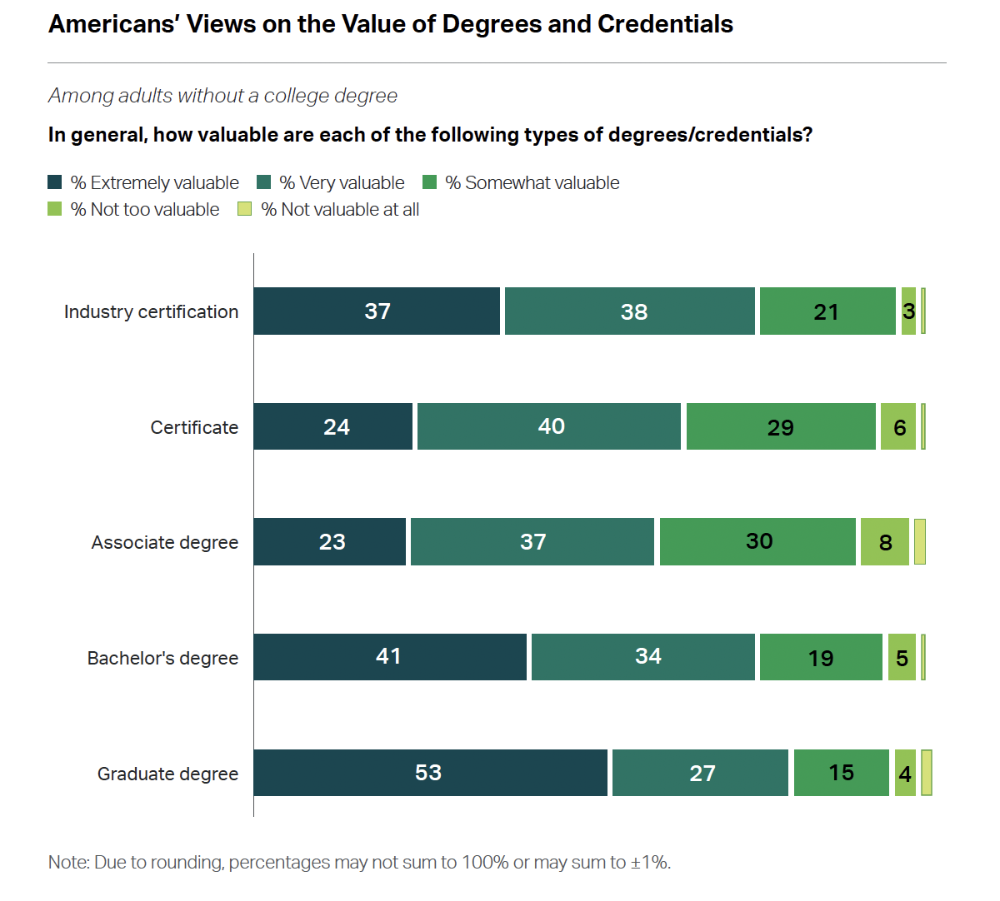 Americans’ Views on the Value of Degrees and Credentials
Among adults without a college degree
In general, how valuable are each of the following types of degrees/credentials?
% Extremely valuable % Very valuable % Somewhat valuable
% Not too valuable % Not valuable at all
Industry certification 37 38 21 3
Certificate 24 40 29 6
Associate degree 23 37 30 8
Bachelor's degree 41 34 19 5
Graduate degree 53 27 15 4
Note: Due to rounding, percentages may not sum to 100% or may sum to ±1%.